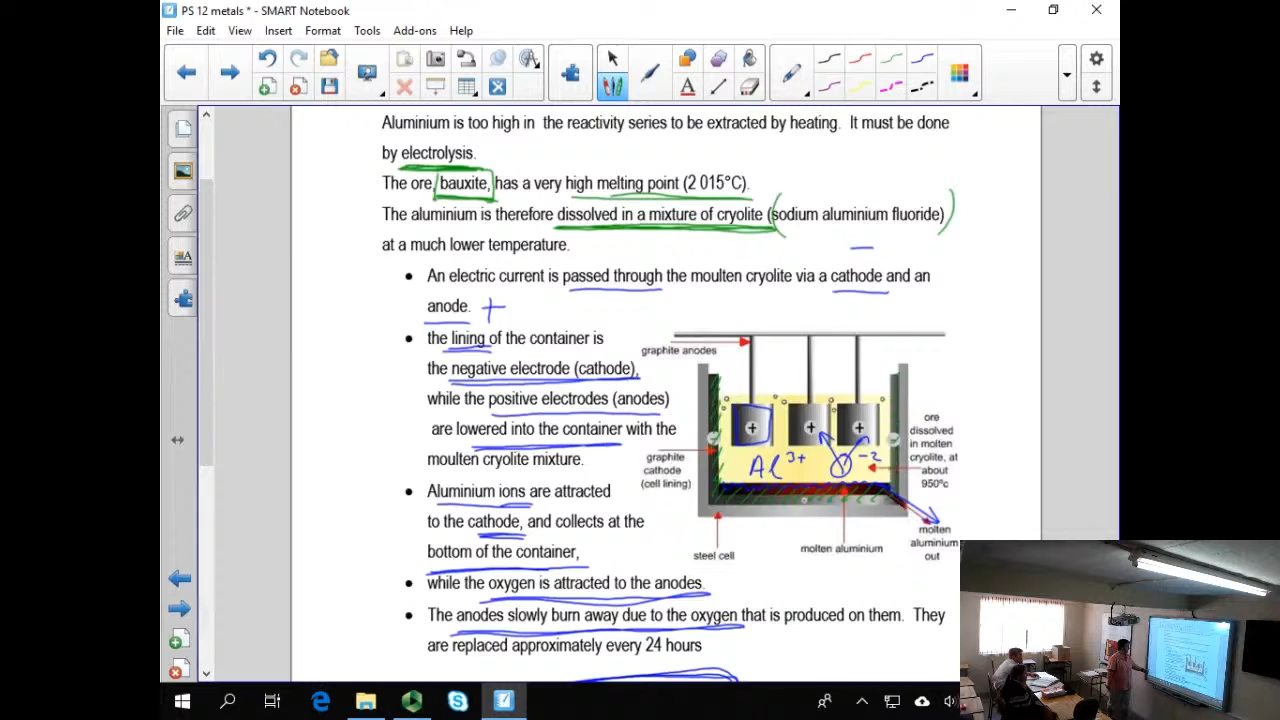 PS 12 metals * - SMART Notebook
File Edit View Insert Format Tools Add-ons Help
Aluminium is too high in the reactivity series to be extracted by heating. It must be done
by electrolysis.
The ore, bauxite, has a very high melting point (2 015°C).
The aluminium is therefore dissolved in a mixture of cryolite (sodium aluminium fluoride)
at a much lower temperature.
• An electric current is passed through the moulten cryolite via a cathode and an
anode. +
• the lining of the container is
the negative electrode (cathode),
while the positive electrodes (anodes)
are lowered into the container with the
moulten cryolite mixture.
• Aluminium ions are attracted
to the cathode, and collects at the
bottom of the container,
• while the oxygen is attracted to the anodes.
• The anodes slowly burn away due to the oxygen that is produced on them. They
are replaced approximately every 24 hours
graphite anodes
+ + +
Al 3+ O -2
graphite
cathode
(cell lining)
ore
dissolved
in molten
cryolite, at
about
950°c
steel cell
molten aluminium
molten
aluminium
out